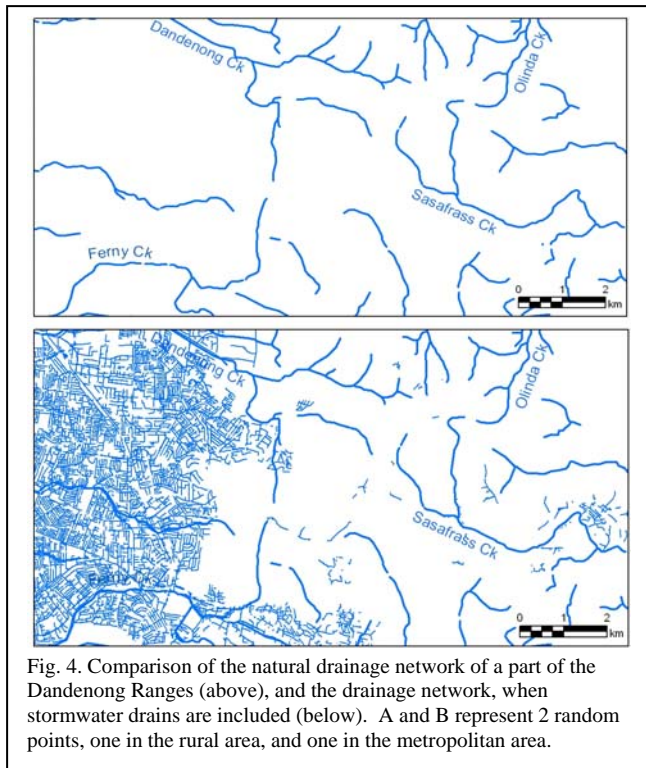 Dandenong Ck
Olinda Ck
Sasafrass Ck
Ferny Ck
0 1 2
km
Dandenong Ck
Olinda Ck
Sasafrass Ck
Ferny Ck
0 1 2
km
Fig. 4. Comparison of the natural drainage network of a part of the
Dandenong Ranges (above), and the drainage network, when
stormwater drains are included (below). A and B represent 2 random
points, one in the rural area, and one in the metropolitan area.